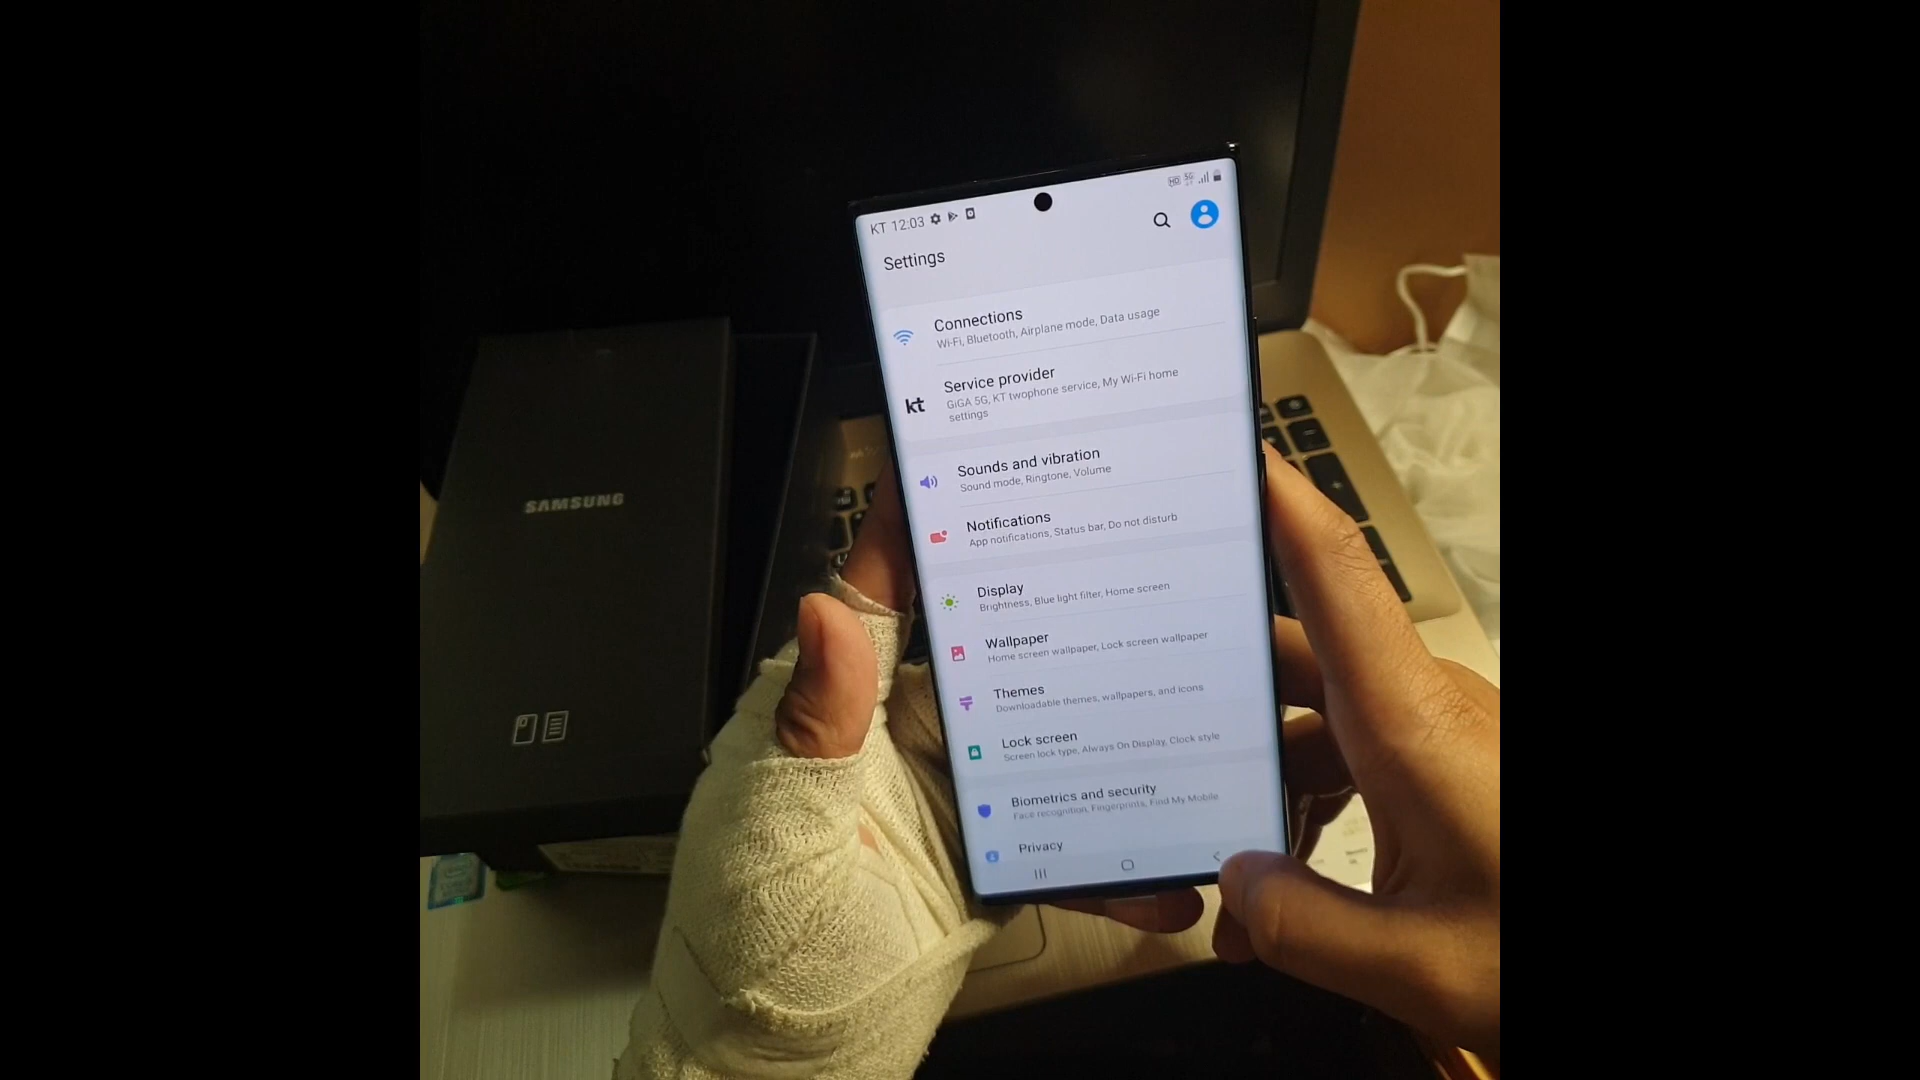 KT 12:03
HD 5G
Settings
Connections
Wi-Fi, Bluetooth, Airplane mode, Data usage
kt
Service provider
GiGA 5G, KT twophone service, My Wi-Fi home
settings
Sounds and vibration
Sound mode, Ringtone, Volume
Notifications
App notifications, Status bar, Do not disturb
Display
Brightness, Blue light filter, Home screen
Wallpaper
Home screen wallpaper, Lock screen wallpaper
Themes
Downloadable themes, wallpapers, and icons
Lock screen
Screen lock type, Always On Display, Clock style
Biometrics and security
Face recognition, Fingerprints, Find My Mobile
Privacy
SAMSUNG